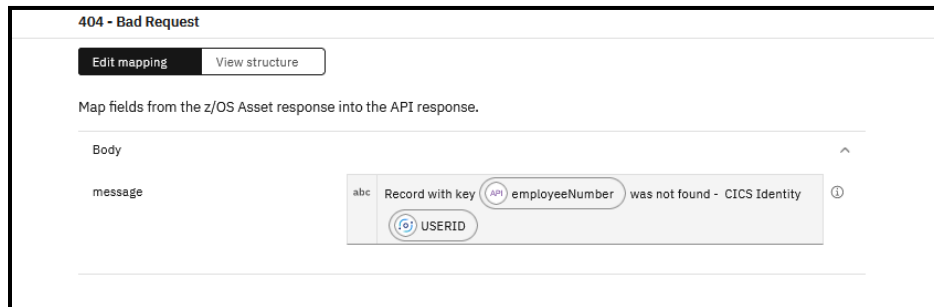 404 - Bad Request
Edit mapping View structure
Map fields from the z/OS Asset response into the API response.
Body
message abc Record with key API employeeNumber was not found - CICS Identity
USERID